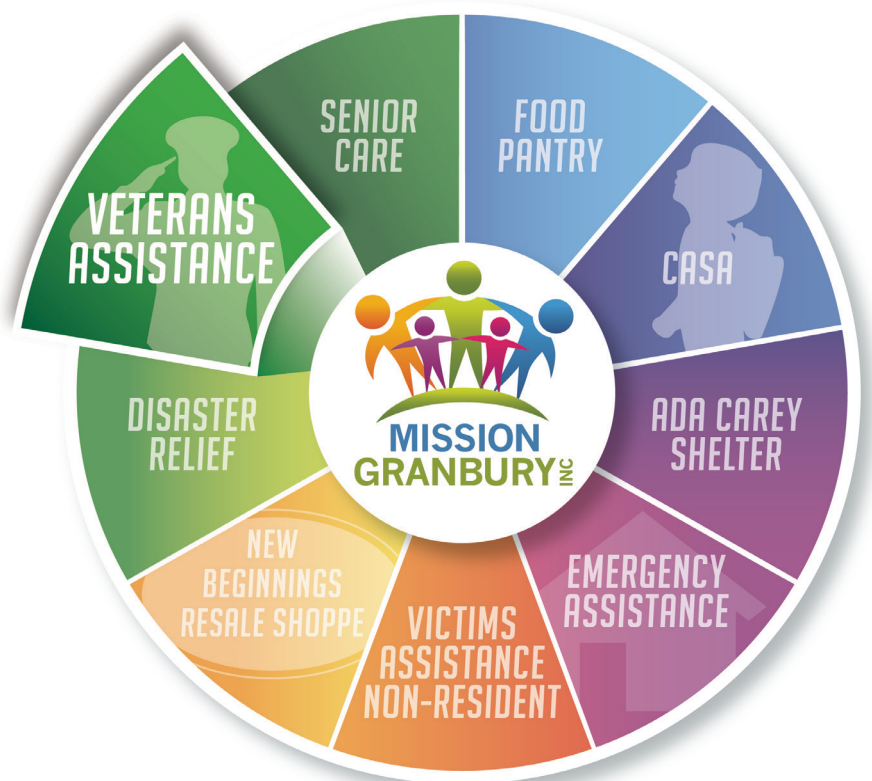 SENIOR
CARE
FOOD
PANTRY
CASA
ADA CAREY
SHELTER
EMERGENCY
ASSISTANCE
VICTIMS
ASSISTANCE
NON-RESIDENT
NEW
BEGINNINGS
RESALE SHOPPE
DISASTER
RELIEF
VETERANS
ASSISTANCE
MISSION
GRANBURY INC